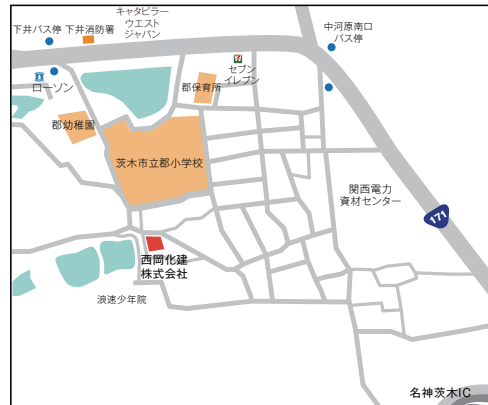 キャタピラー
ウエスト
ジャパン
下井バス停
下井消防署
中河原南口
バス停
セブン
イレブン
ローソン
郡保育所
郡幼稚園
茨木市立郡小学校
関西電力
資材センター
171
西岡化建
株式会社
浪速少年院
名神茨木IC